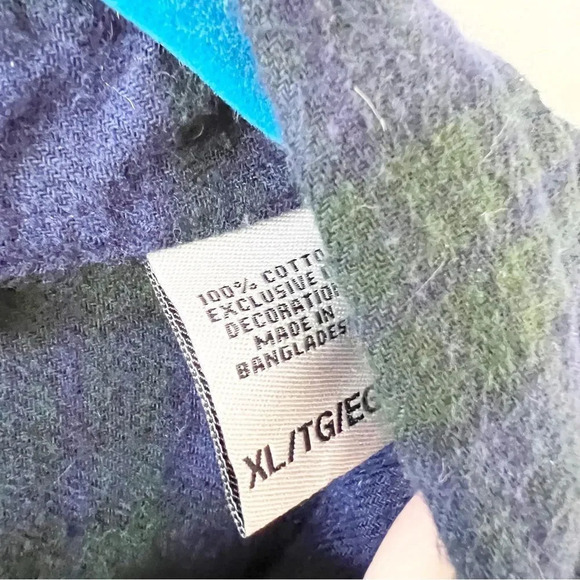 100% COTTO
EXCLUSIVE
DECORATIO
MADE IN
BANGLADES
XL/TG/EG